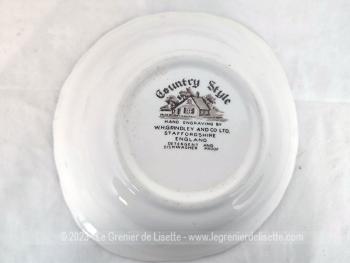 Country Style
HAND ENGRAVING BY
W.H.GRINDLEY AND CO LTD.
STAFFORDSHIRE
ENGLAND
DETERGENT AND
DISHWASHER PROOF
© 2023 - Le Grenier de Lisette - www.legrenierdelisette.com